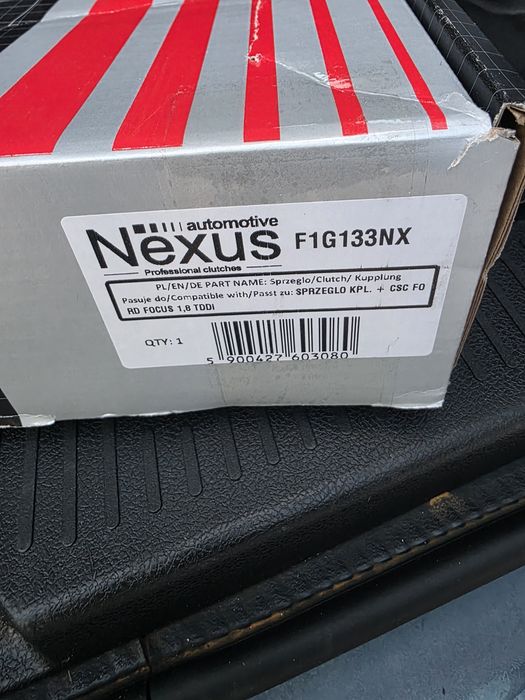 automotive
Nexus F1G133NX
Professional clutches
PL/EN/DE PART NAME: Sprzęgło/Clutch/ Kupplung
Pasuje do/Compatible with/Passt zu: SPRZEGLO KPL. + CSC FO
RD FOCUS 1,8 TDDI
QTY: 1
5 900427 603080